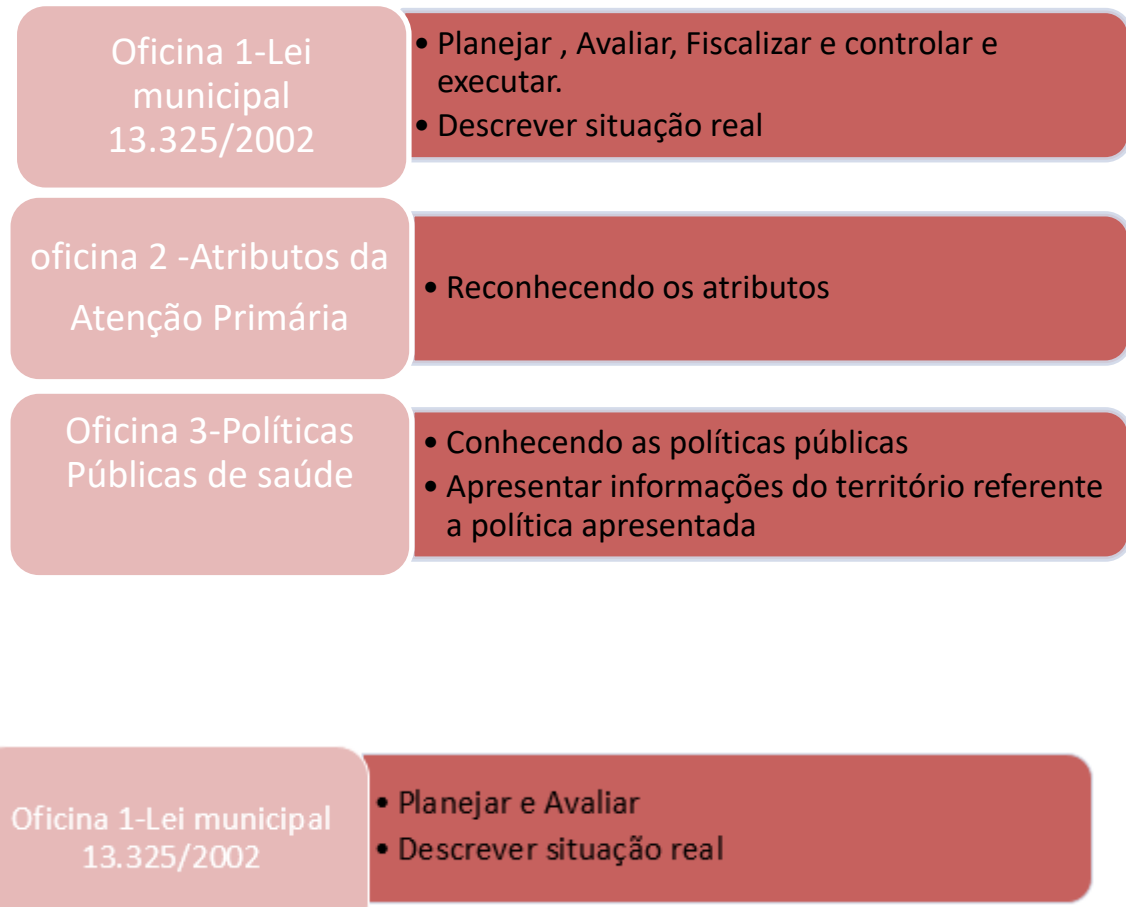 Oficina 1-Lei
municipal
13.325/2002
• Planejar , Avaliar, Fiscalizar e controlar e
executar.
• Descrever situação real
oficina 2 -Atributos da
Atenção Primária
• Reconhecendo os atributos
Oficina 3-Políticas
Públicas de saúde
• Conhecendo as políticas públicas
• Apresentar informações do território referente
a política apresentada
Oficina 1-Lei municipal
13.325/2002
• Planejar e Avaliar
• Descrever situação real